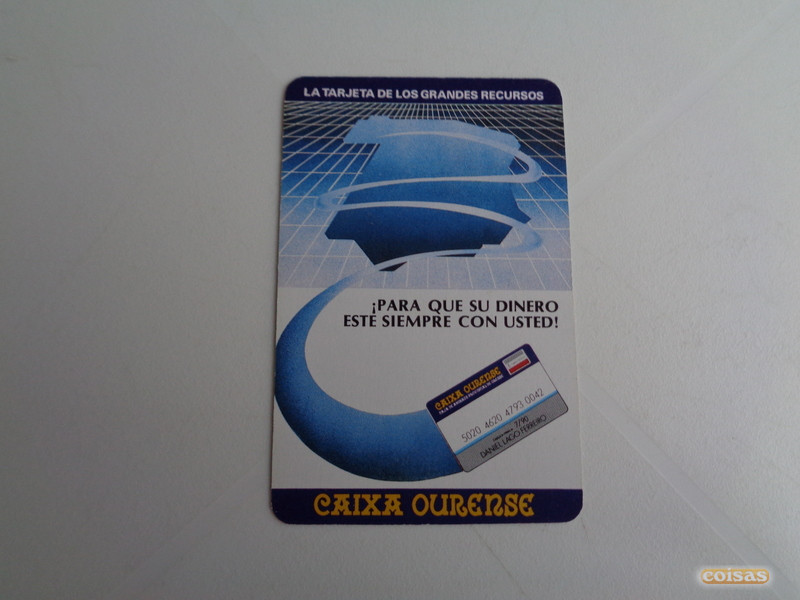 LA TARJETA DE LOS GRANDES RECURSOS
¡PARA QUE SU DINERO
ESTE SIEMPRE CON USTED!
CAIXA OURENSE
5020 4620 4793 0042
7/90
DANIEL LAGO FERREIRO
CAIXA OURENSE
coisas